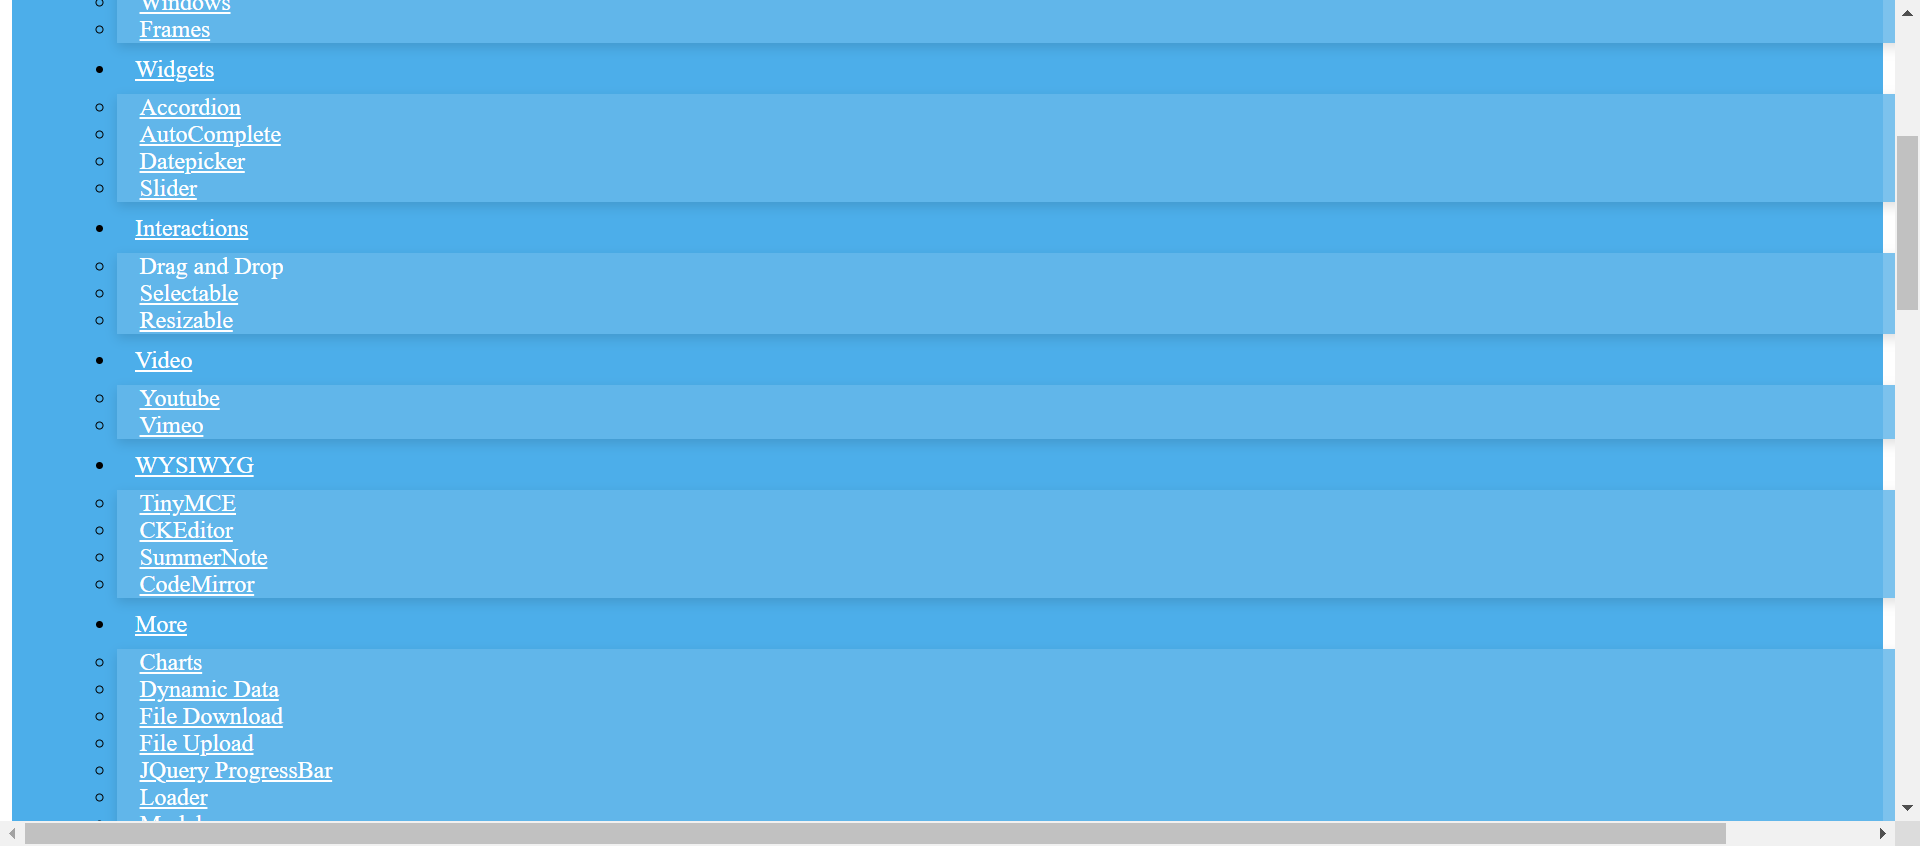 Windows
Frames
Widgets
Accordion
AutoComplete
Datepicker
Slider
Interactions
Drag and Drop
Selectable
Resizable
Video
Youtube
Vimeo
WYSIWYG
TinyMCE
CKEditor
SummerNote
CodeMirror
More
Charts
Dynamic Data
File Download
File Upload
JQuery ProgressBar
Loader